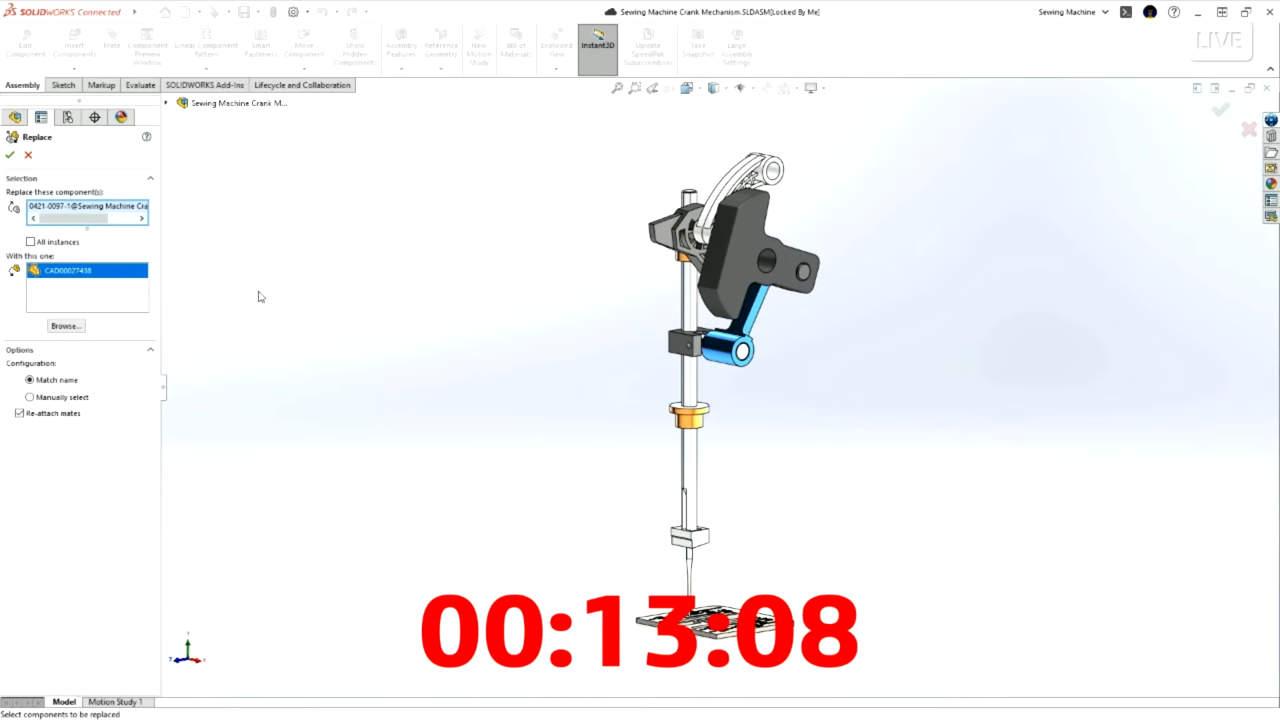 SOLIDWORKS Connected
Sewing Machine Crank Mechanism.SLDASM[Locked By Me]
Sewing Machine
Edit Component
Insert Components
Mate
Component Preview Window
Linear Component Pattern
Smart Fasteners
Move Component
Show Hidden Components
Assembly Features
Reference Geometry
New Motion Study
Bill of Materials
Exploded View
Instant3D
Update SpeedPak Subassemblies
Take Snapshot
Large Assembly Settings
LIVE
Assembly
Sketch
Markup
Evaluate
SOLIDWORKS Add-Ins
Lifecycle and Collaboration
Sewing Machine Crank M...
Replace
Selection
Replace these component(s):
0421-0097-1@Sewing Machine Cra
All instances
With this one:
CAD00027438
Browse...
Options
Configuration:
Match name
Manually select
Re-attach mates
00:13:08
Model
Motion Study 1
Select components to be replaced